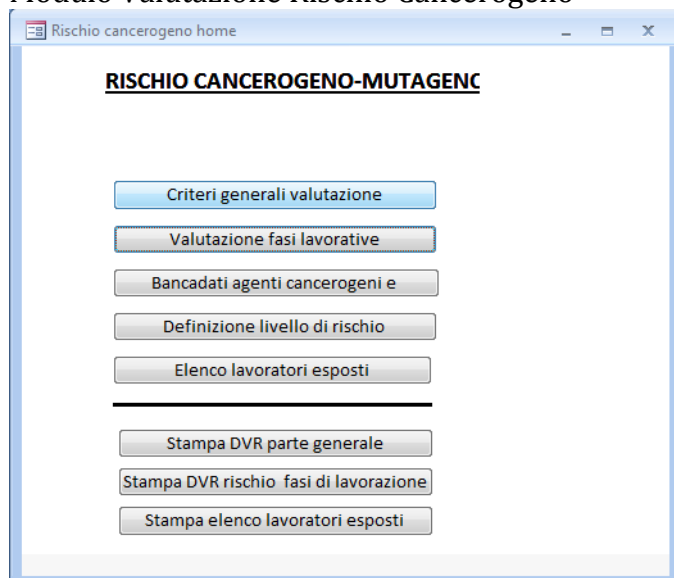 Modulo Valutazione Rischio Cancerogeno
Rischio cancerogeno home
RISCHIO CANCEROGENO-MUTAGENC
Criteri generali valutazione
Valutazione fasi lavorative
Bancadati agenti cancerogeni e
Definizione livello di rischio
Elenco lavoratori esposti
Stampa DVR parte generale
Stampa DVR rischio fasi di lavorazione
Stampa elenco lavoratori esposti